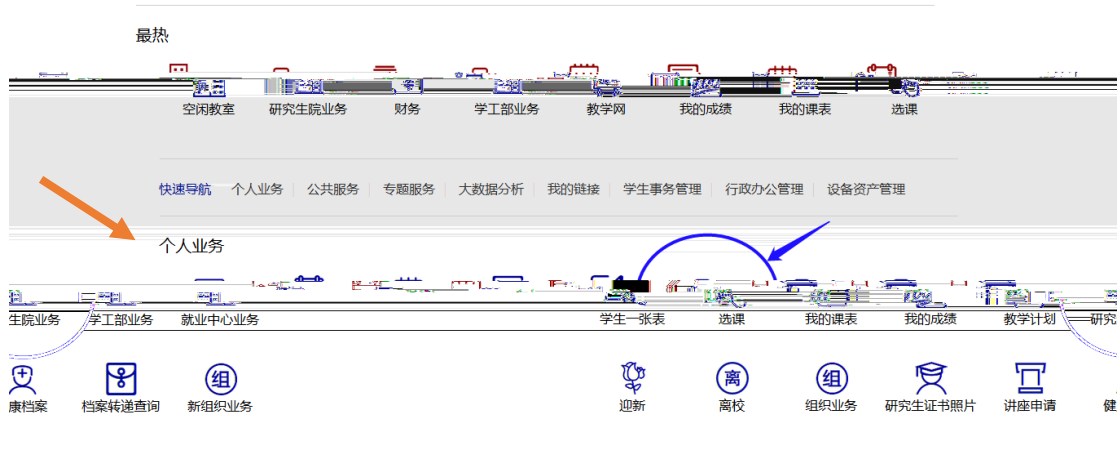 最热
空闲教室 研究生院业务 财务 学工部业务 教学网 我的成绩 我的课表 选课
快速导航 个人业务 公共服务 专题服务 大数据分析 我的链接 学生事务管理 行政办公管理 设备资产管理
个人业务
生院业务 学工部业务 就业中心业务 学生一张表 选课 我的课表 我的成绩 教学计划 研究
组 离 组
康档案 档案转递查询 新组织业务 迎新 离校 组织业务 研究生证书照片 讲座申请 健